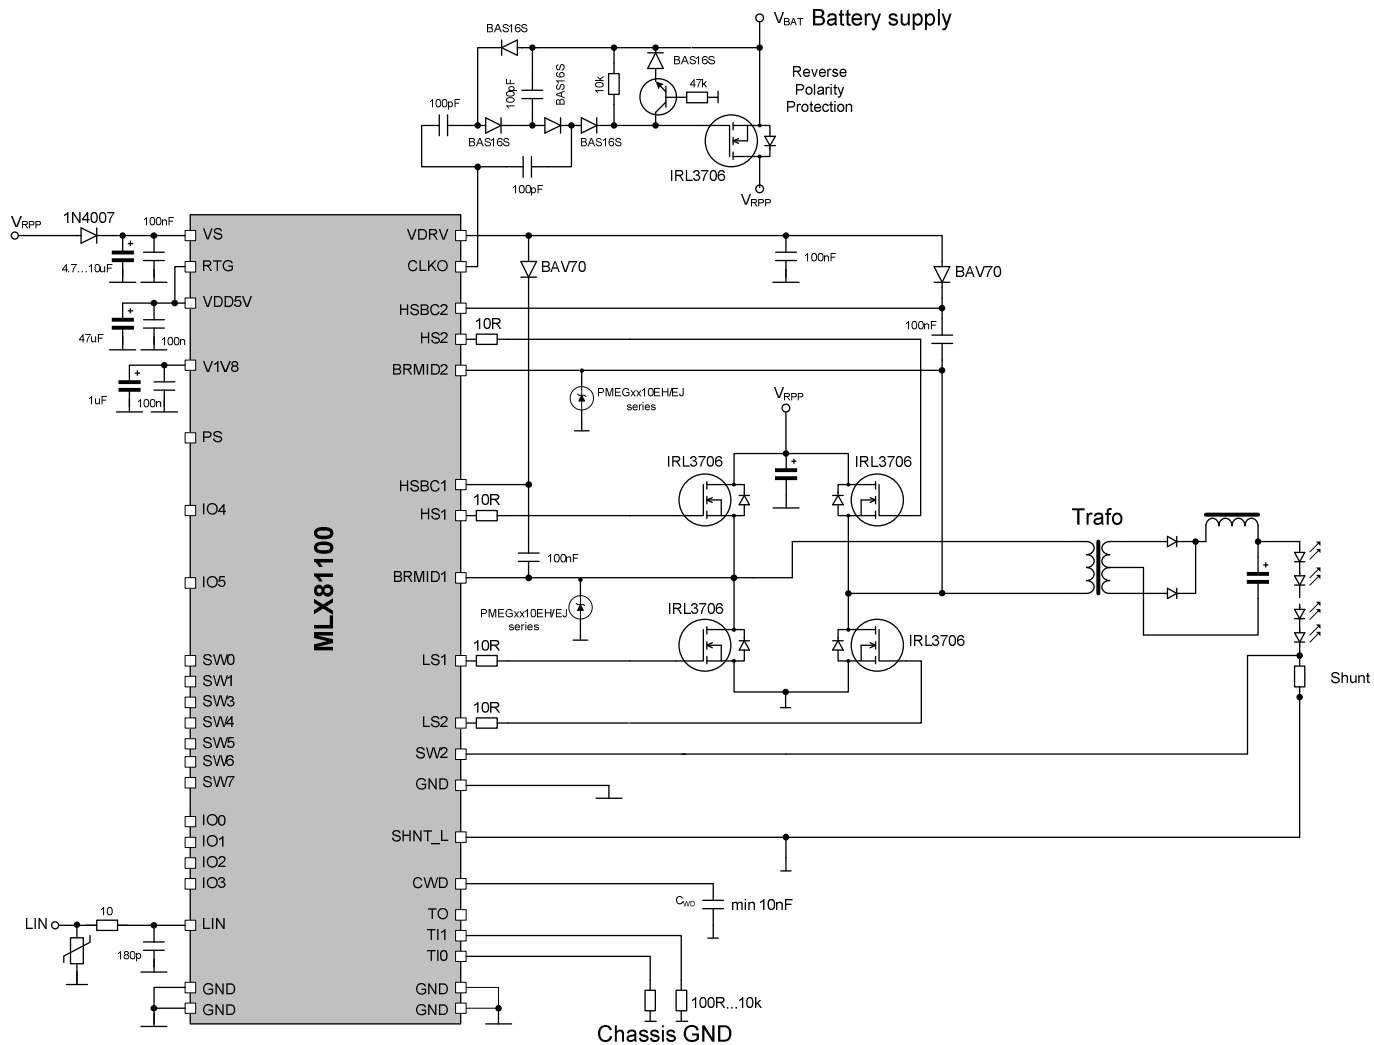 V_BAT Battery supply
BAS16S
BAS16S
BAS16S
100pF
10k
47k
Reverse
Polarity
Protection
100pF
BAS16S
BAS16S
IRL3706
100pF
V_RPP
V_RPP
1N4007
100nF
VS
VDRV
4.7...10uF
RTG
CLKO
BAV70
100nF
BAV70
VDD5V
HSBC2
10R
100nF
47uF
100n
HS2
V1V8
BRMID2
1uF
100n
PMEGxx10EH/EJ
series
V_RPP
PS
IRL3706
IRL3706
HSBC1
10R
IO4
HS1
Trafo
MLX81100
100nF
IO5
BRMID1
PMEGxx10EH/EJ
series
IRL3706
IRL3706
10R
SW0
LS1
SW1
Shunt
SW3
10R
SW4
LS2
SW5
SW2
SW6
SW7
GND
IO0
IO1
SHNT_L
IO2
IO3
CWD
C_WD
min 10nF
LIN
10
LIN
TO
180p
TI1
TI0
GND
GND
100R...10k
GND
GND
Chassis GND